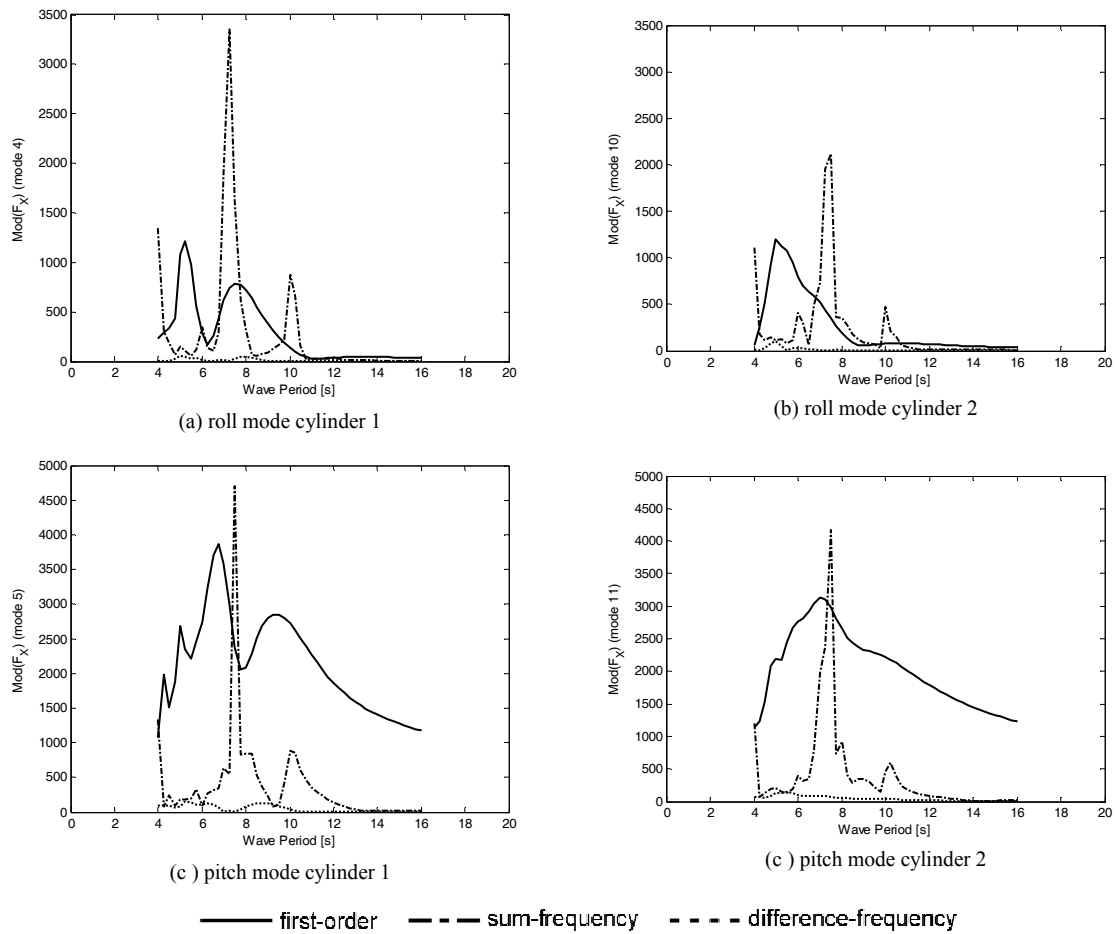 3500
3000
2500
2000
1500
1000
500
0
Mod(F_X) (mode 4)
0 2 4 6 8 10 12 14 16 18 20
Wave Period [s]
(a) roll mode cylinder 1
3500
3000
2500
2000
1500
1000
500
0
Mod(F_X) (mode 10)
0 2 4 6 8 10 12 14 16 18 20
Wave Period [s]
(b) roll mode cylinder 2
5000
4500
4000
3500
3000
2500
2000
1500
1000
500
0
Mod(F_X) (mode 5)
0 2 4 6 8 10 12 14 16 18 20
Wave Period [s]
(c ) pitch mode cylinder 1
5000
4500
4000
3500
3000
2500
2000
1500
1000
500
0
Mod(F_X) (mode 11)
0 2 4 6 8 10 12 14 16 18 20
Wave Period [s]
(c ) pitch mode cylinder 2
first-order sum-frequency difference-frequency